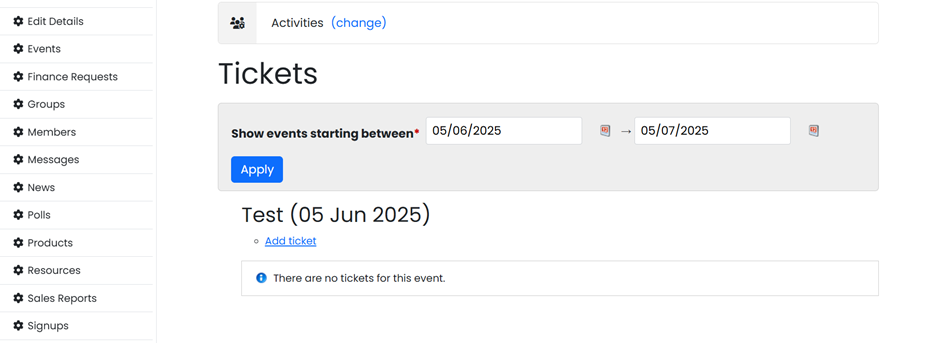 Edit Details
Events
Finance Requests
Groups
Members
Messages
News
Polls
Products
Resources
Sales Reports
Signups
Activities (change)
Tickets
Show events starting between* 05/06/2025 → 05/07/2025
Apply
Test (05 Jun 2025)
Add ticket
There are no tickets for this event.